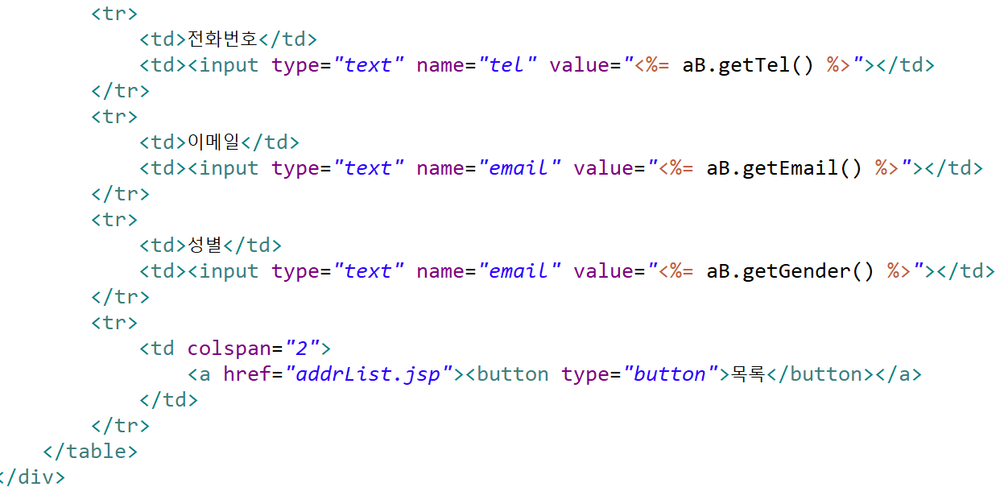 <tr>
<td>전화번호</td>
<td><input type="text" name="tel" value="<%= aB.getTel() %>"></td>
</tr>
<tr>
<td>이메일</td>
<td><input type="text" name="email" value="<%= aB.getEmail() %>"></td>
</tr>
<tr>
<td>성별</td>
<td><input type="text" name="email" value="<%= aB.getGender() %>"></td>
</tr>
<tr>
<td colspan="2">
<a href="addrList.jsp"><button type="button">목록</button></a>
</td>
</tr>
</table>
</div>